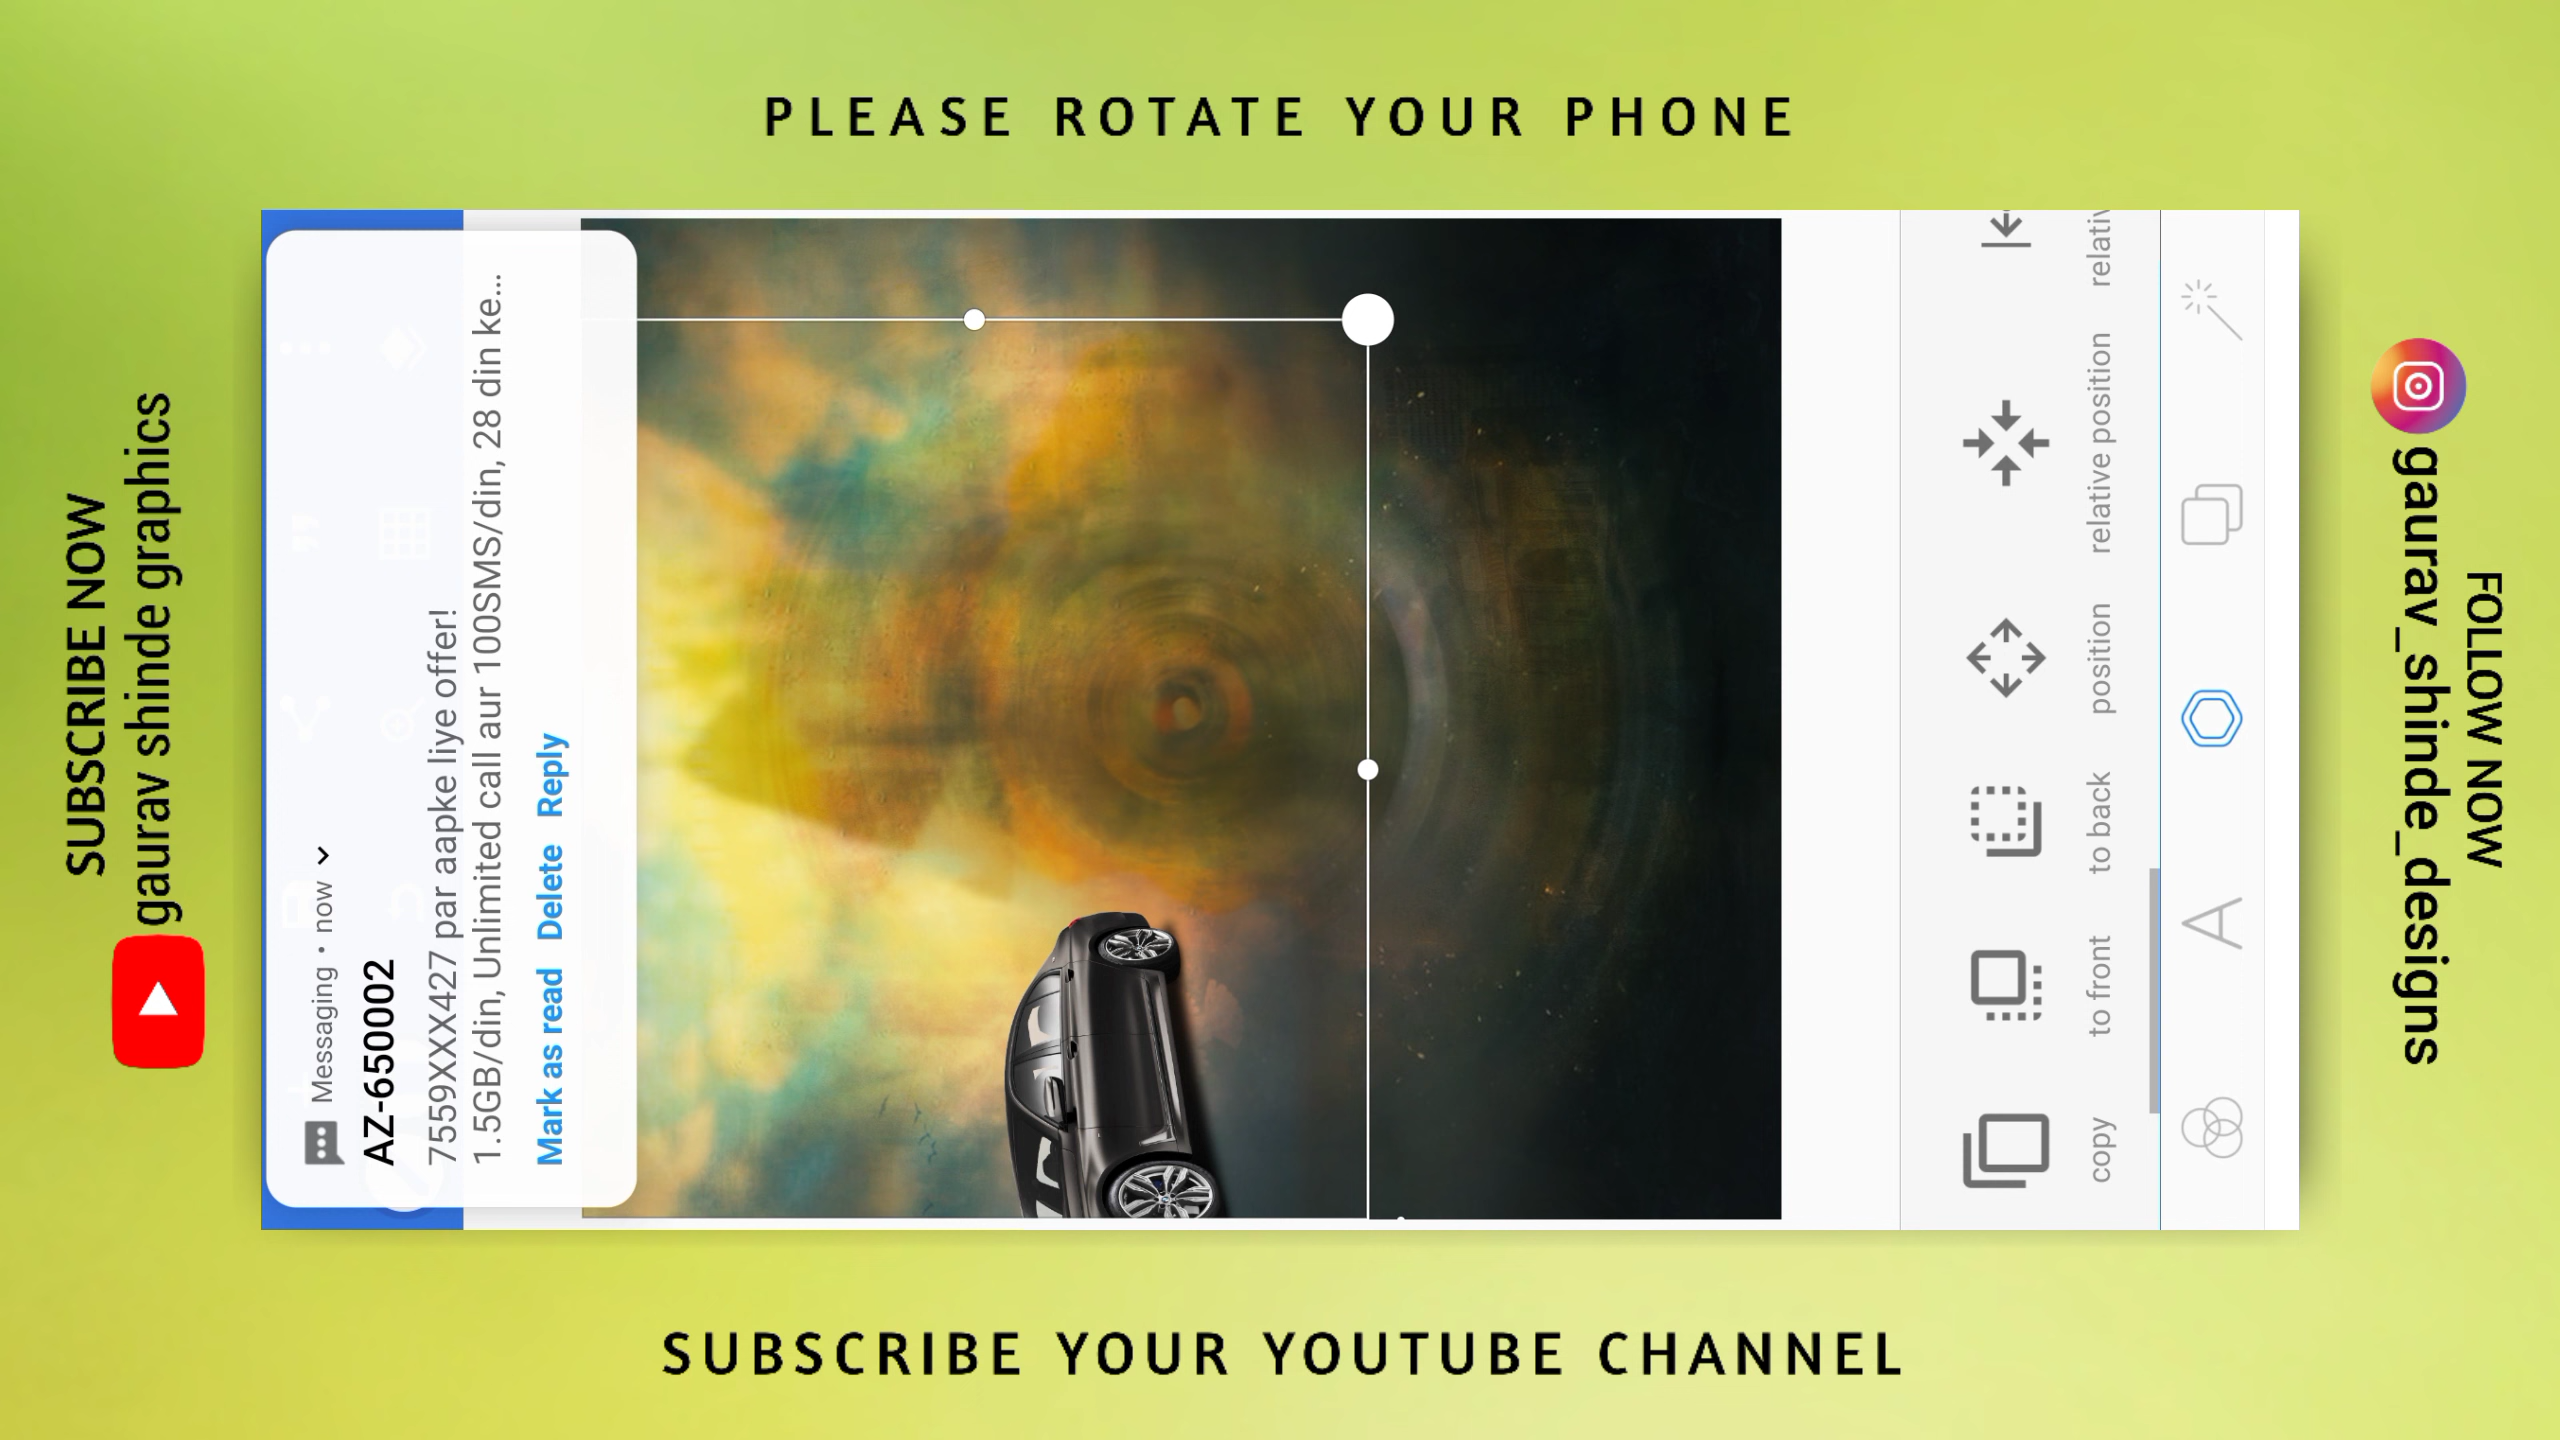 PLEASE ROTATE YOUR PHONE
SUBSCRIBE NOW
gaurav shinde graphics
Messaging • now
AZ-650002
7559XXXX427 par aapke liye offer!
1.5GB/din, Unlimited call aur 100SMS/din, 28 din ke...
Mark as read Delete Reply
copy
to front
to back
position
relative position
relativ
FOLLOW NOW
gaurav_shinde_designs
SUBSCRIBE YOUR YOUTUBE CHANNEL